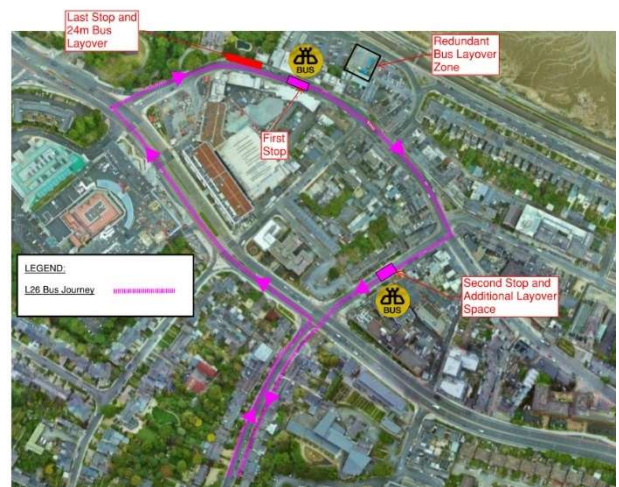 Last Stop and
24m Bus
Layover
BUS
Redundant
Bus Layover
Zone
First
Stop
LEGEND:
L26 Bus Journey
Second Stop and
Additional Layover
Space
BUS